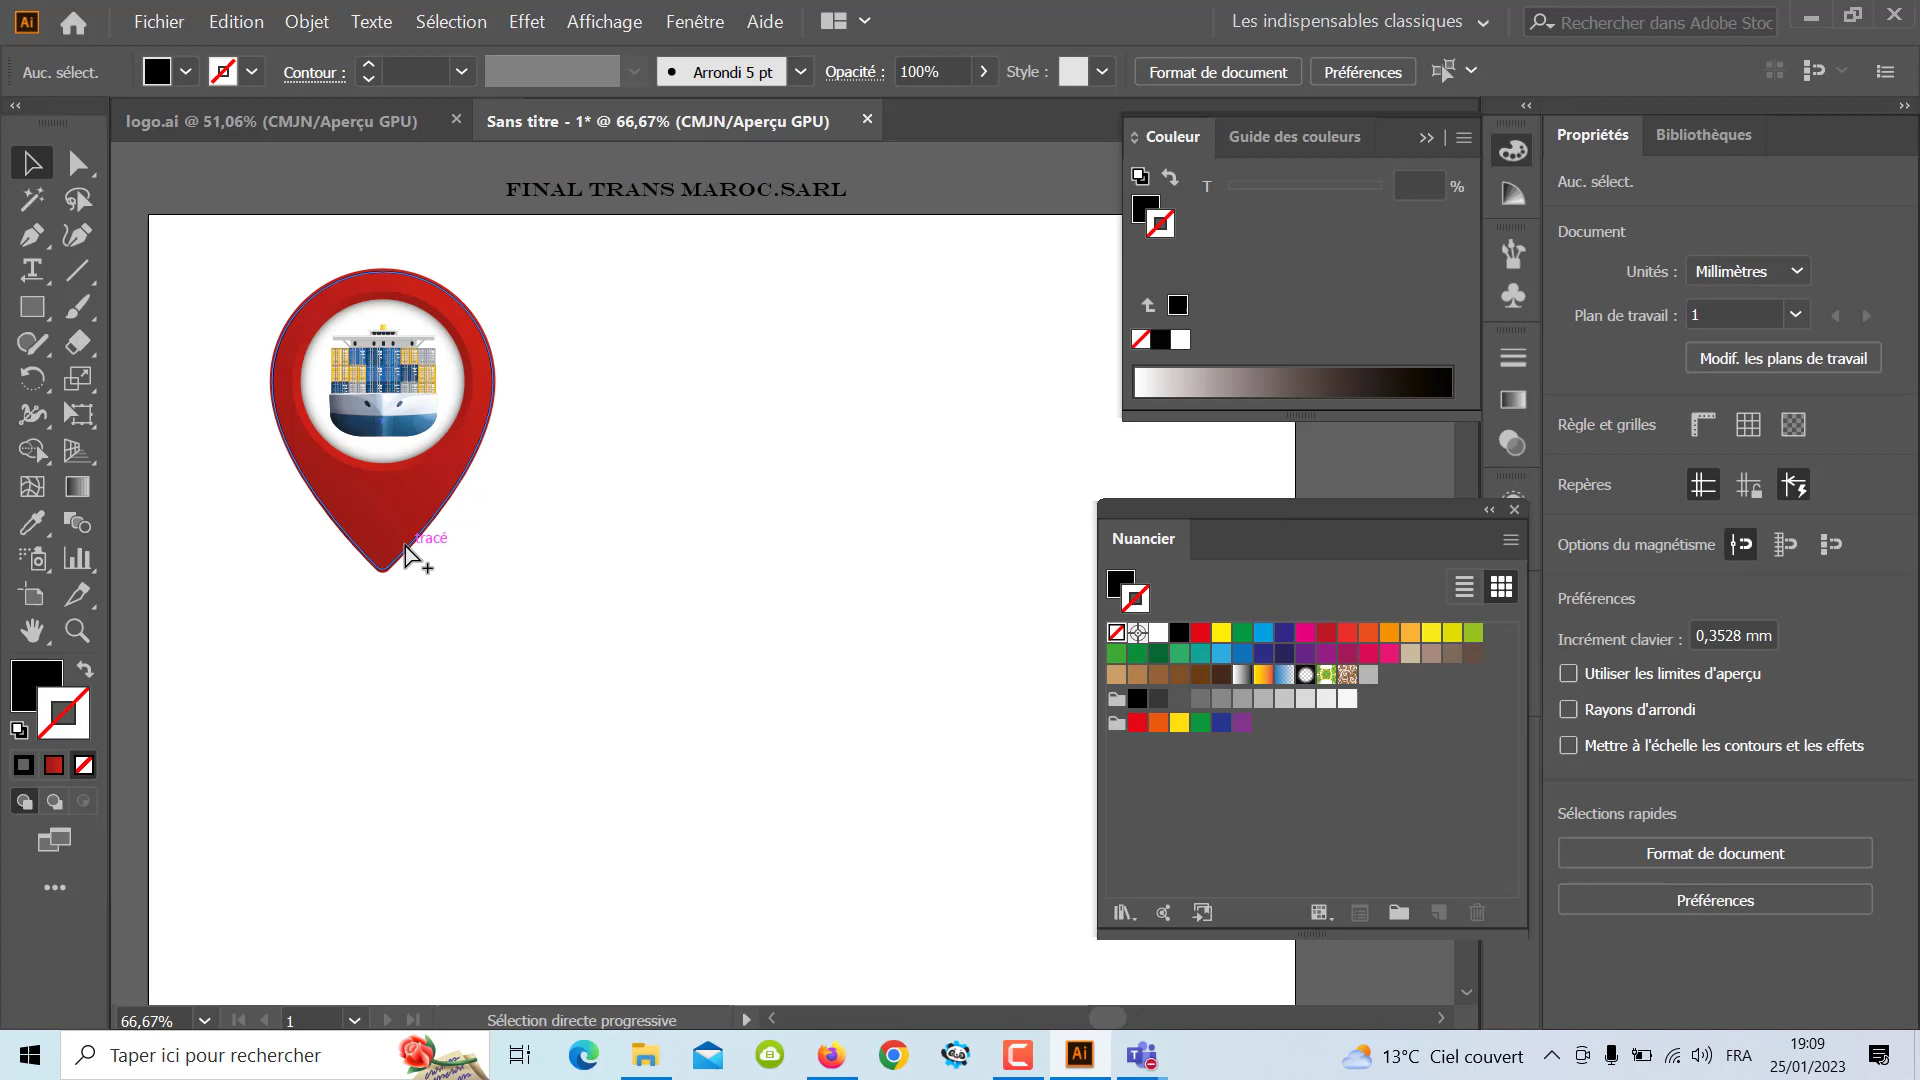 Ai
Fichier Edition Objet Texte Sélection Effet Affichage Fenêtre Aide
Les indispensables classiques
Rechercher dans Adobe Stoc
Auc. sélect.
Contour :
Arrondi 5 pt
Opacité : 100%
Style :
Format de document
Préférences
logo.ai @ 51,06% (CMJN/Aperçu GPU)
Sans titre - 1* @ 66,67% (CMJN/Aperçu GPU)
FINAL TRANS MAROC.SARL
tracé
Couleur
Guide des couleurs
T
%
Nuancier
Propriétés
Bibliothèques
Auc. sélect.
Document
Unités : Millimètres
Plan de travail : 1
Modif. les plans de travail
Règle et grilles
Repères
Options du magnétisme
Préférences
Incrément clavier : 0,3528 mm
Utiliser les limites d'aperçu
Rayons d'arrondi
Mettre à l'échelle les contours et les effets
Sélections rapides
Format de document
Préférences
66,67%
1
Sélection directe progressive
Taper ici pour rechercher
Ai
13°C Ciel couvert
FRA
19:09
25/01/2023